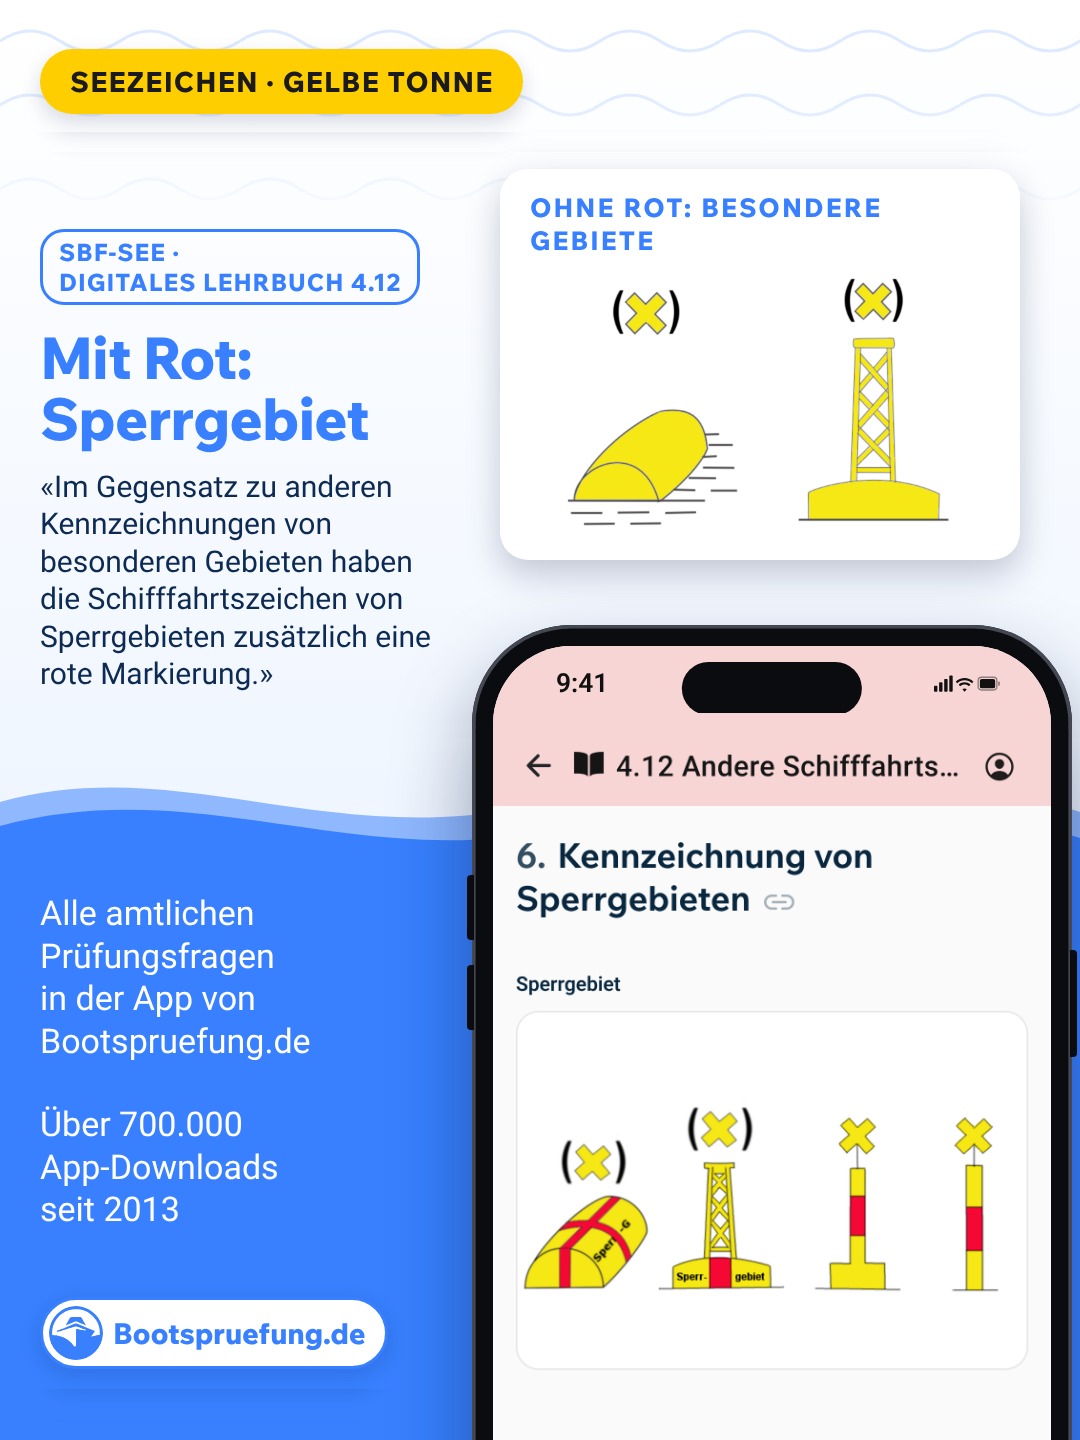 SEEZEICHEN · GELBE TONNE
SBF-SEE ·
DIGITALES LEHRBUCH 4.12
Mit Rot:
Sperrgebiet
«Im Gegensatz zu anderen
Kennzeichnungen von
besonderen Gebieten haben
die Schifffahrtszeichen von
Sperrgebieten zusätzlich eine
rote Markierung.»
OHNE ROT: BESONDERE
GEBIETE
9:41
4.12 Andere Schifffahrts...
6. Kennzeichnung von
Sperrgebieten
Sperrgebiet
Sperr-G
Sperr- gebiet
Alle amtlichen
Prüfungsfragen
in der App von
Bootspruefung.de
Über 700.000
App-Downloads
seit 2013
Bootspruefung.de